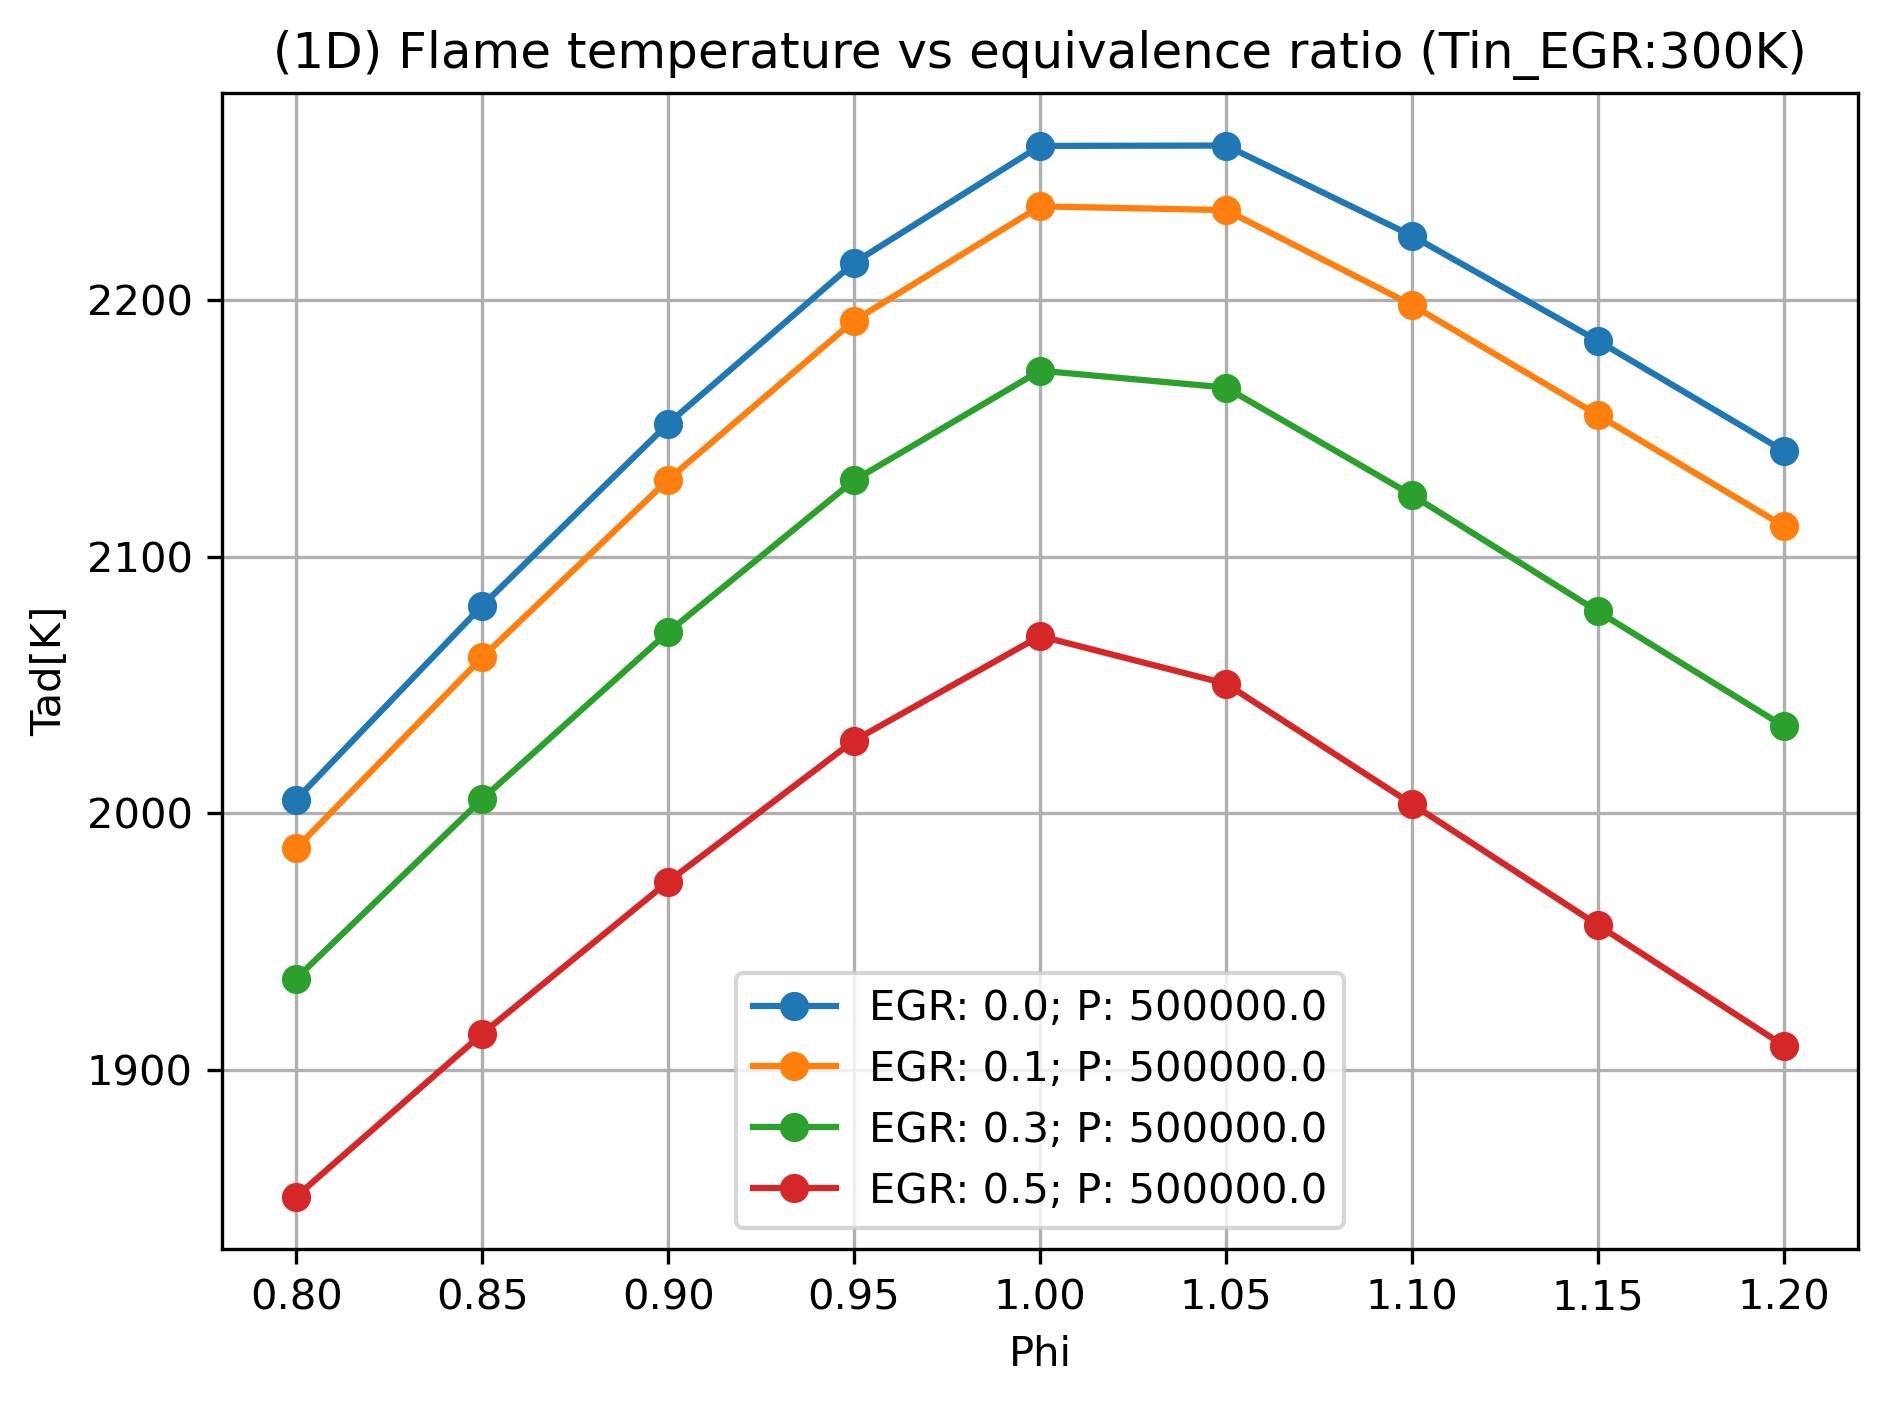 (1D) Flame temperature vs equivalence ratio (Tin_EGR:300K)
Tad[K]
2200
2100
2000
1900
EGR: 0.0; P: 500000.0
EGR: 0.1; P: 500000.0
EGR: 0.3; P: 500000.0
EGR: 0.5; P: 500000.0
0.80 0.85 0.90 0.95 1.00 1.05 1.10 1.15 1.20
Phi